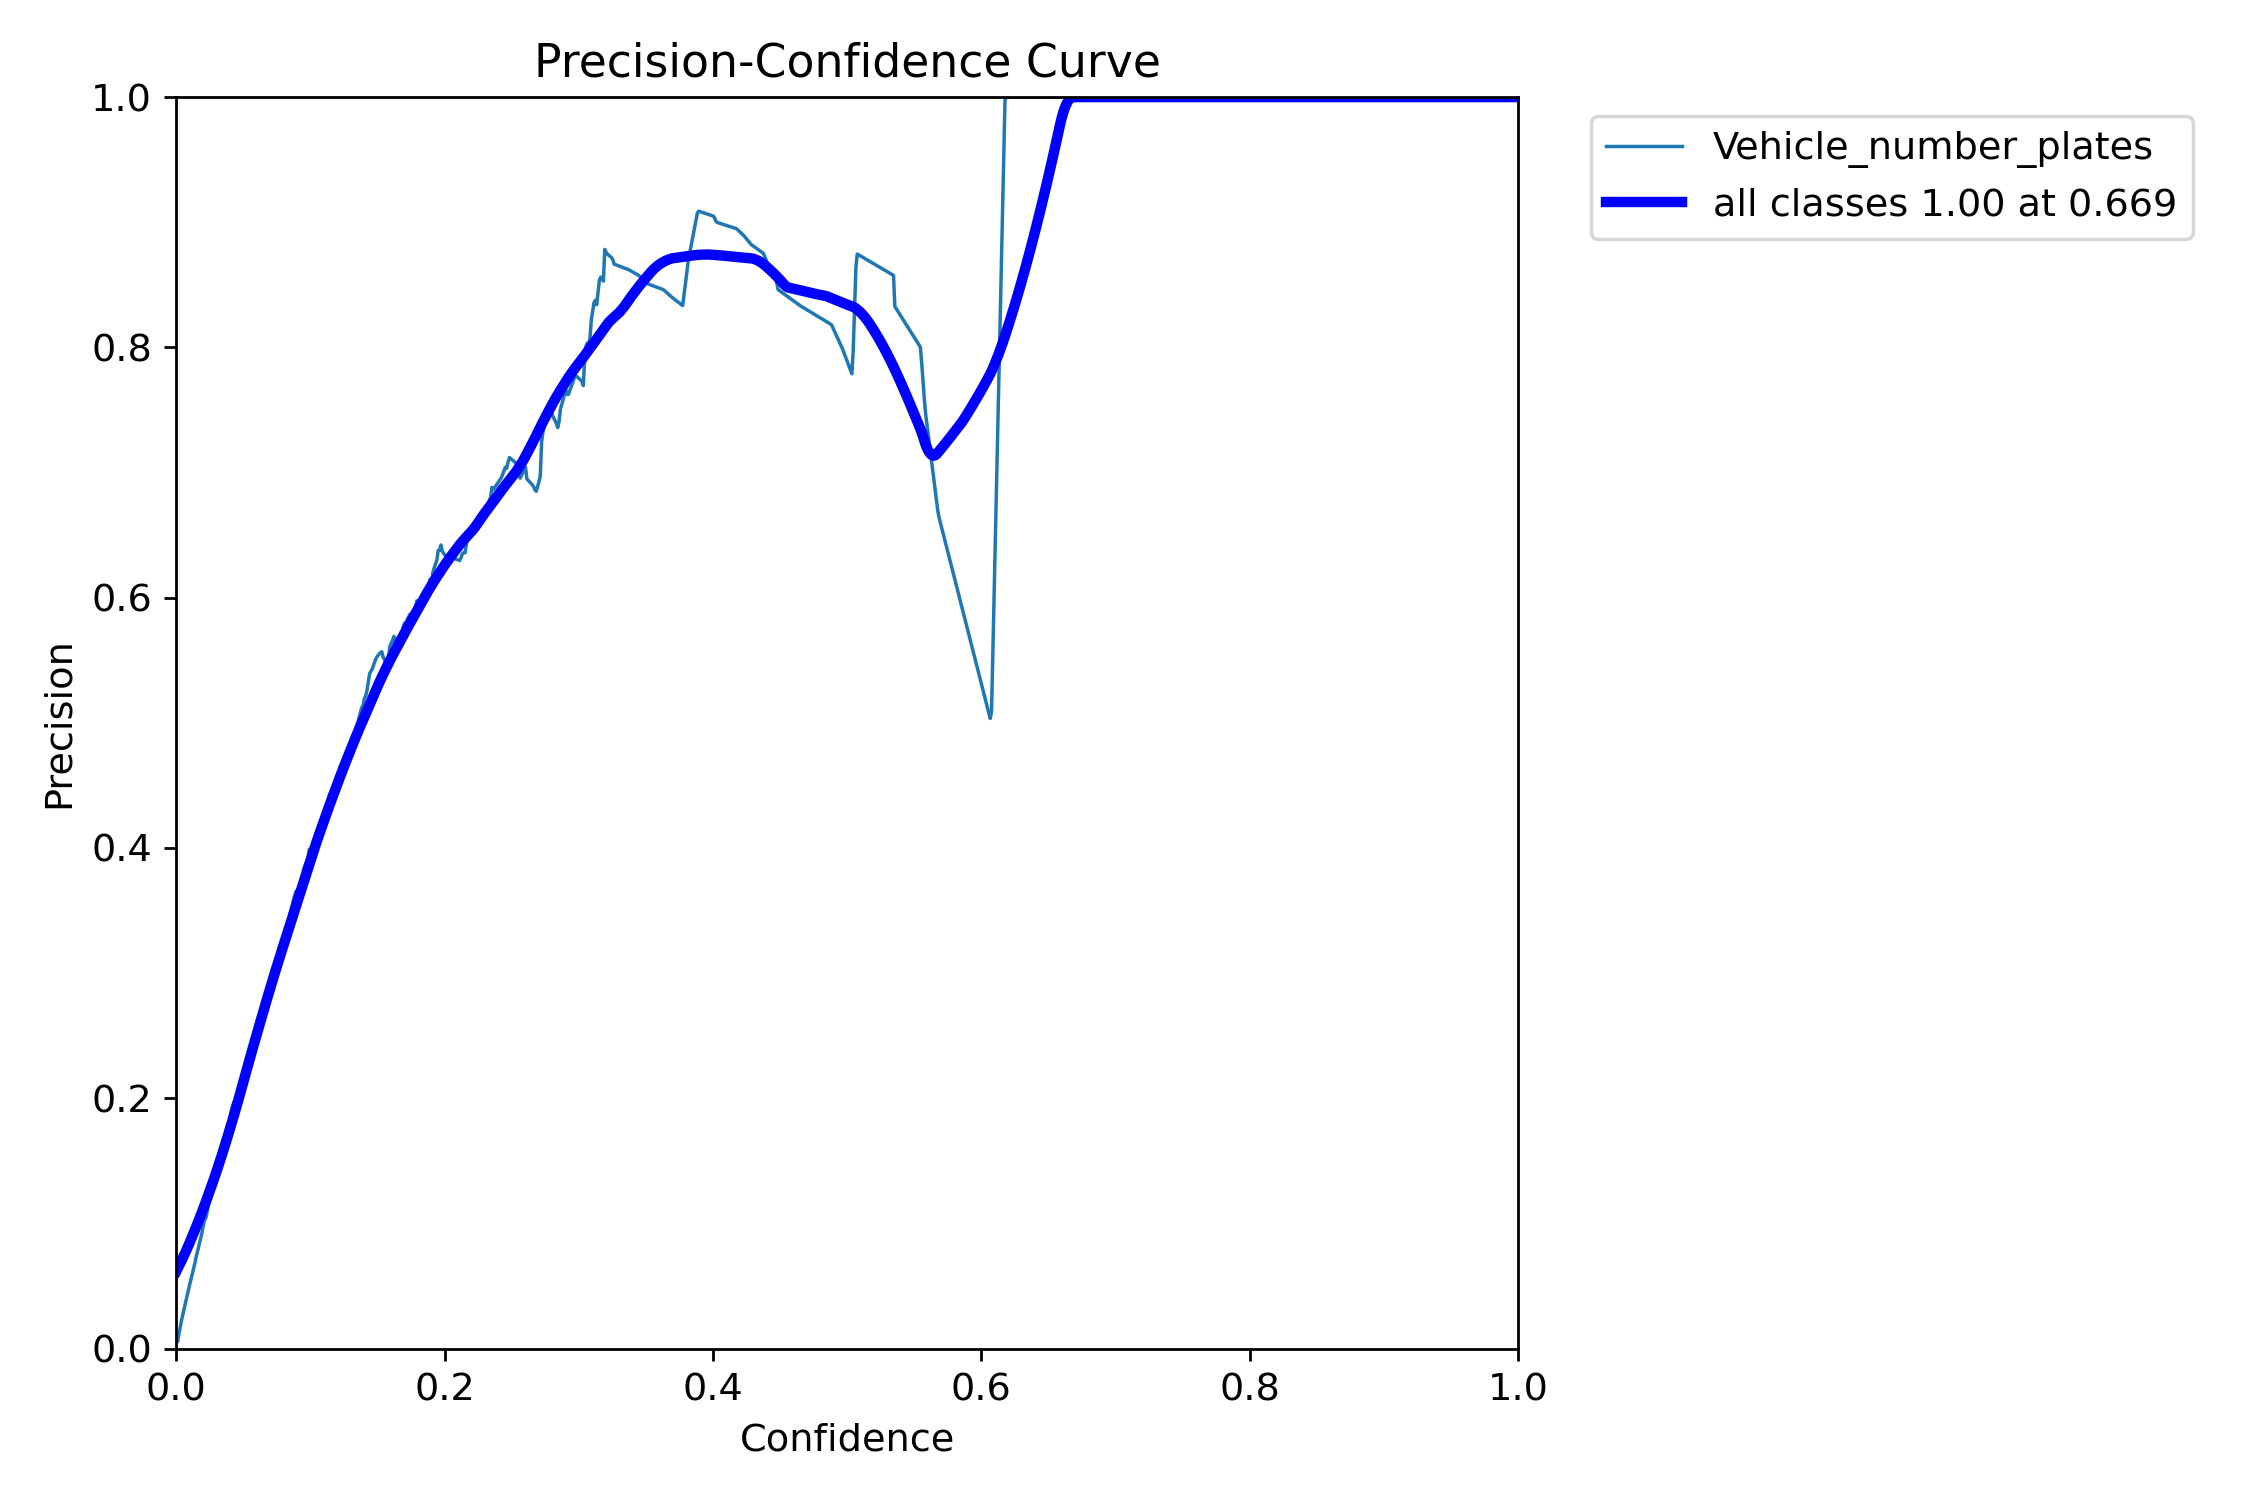 Precision-Confidence Curve
1.0
0.8
0.6
0.4
0.2
0.0
Precision
0.0 0.2 0.4 0.6 0.8 1.0
Confidence
Vehicle_number_plates
all classes 1.00 at 0.669